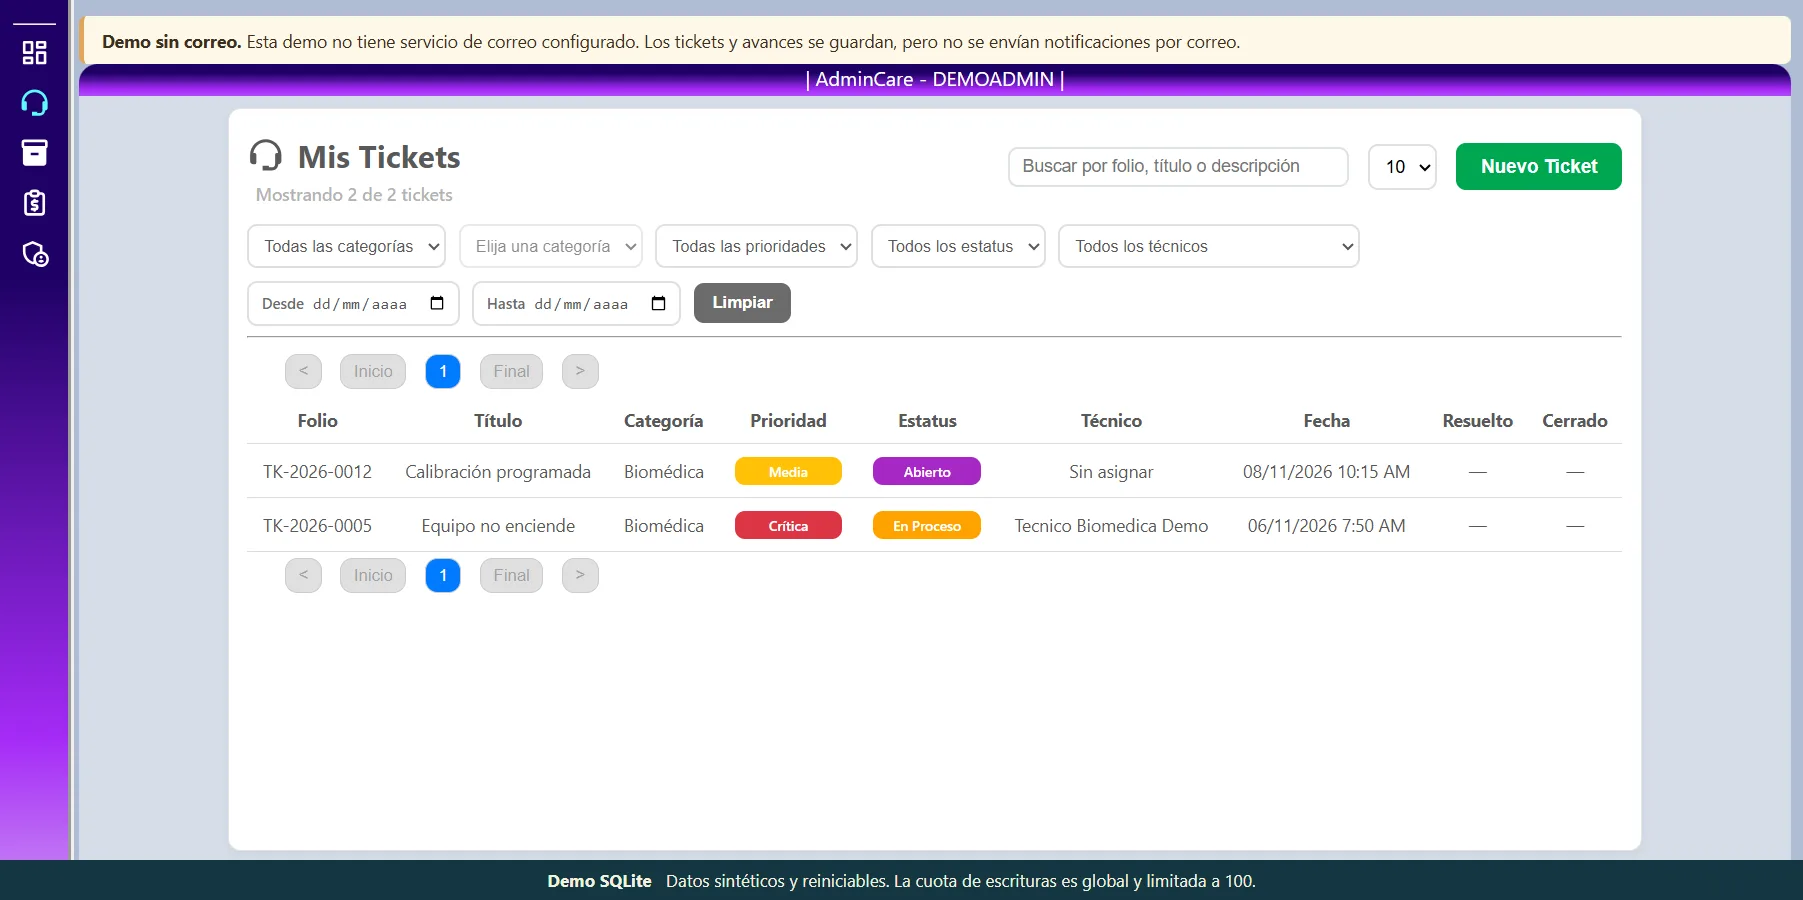 Demo sin correo. Esta demo no tiene servicio de correo configurado. Los tickets y avances se guardan, pero no se envían notificaciones por correo.
| AdminCare - DEMOADMIN |
Mis Tickets
Buscar por folio, título o descripción
10
Nuevo Ticket
Mostrando 2 de 2 tickets
Todas las categorías Elija una categoría Todas las prioridades Todos los estatus Todos los técnicos
Desde dd/mm/aaaa Hasta dd/mm/aaaa Limpiar
< Inicio 1 Final >
Folio Título Categoría Prioridad Estatus Técnico Fecha Resuelto Cerrado
TK-2026-0012 Calibración programada Biomédica Media Abierto Sin asignar 08/11/2026 10:15 AM — —
TK-2026-0005 Equipo no enciende Biomédica Crítica En Proceso Tecnico Biomedica Demo 06/11/2026 7:50 AM — —
< Inicio 1 Final >
Demo SQLite Datos sintéticos y reiniciables. La cuota de escrituras es global y limitada a 100.